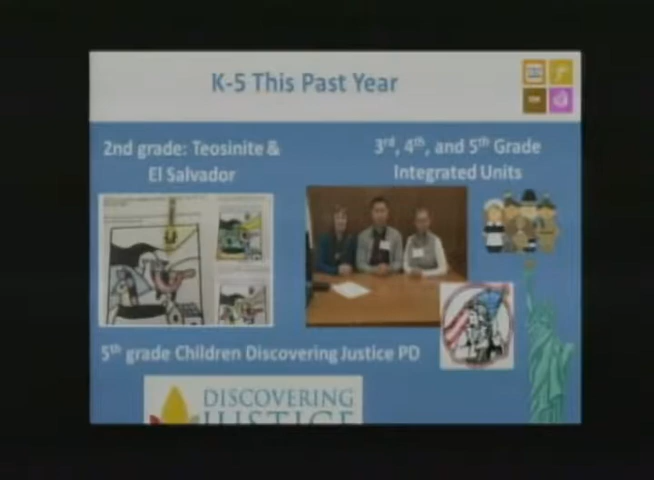 K-5 This Past Year
2nd grade: Teosinite &
El Salvador
3rd, 4th, and 5th Grade
Integrated Units
5th grade Children Discovering Justice PD
DISCOVERING
JUSTICE